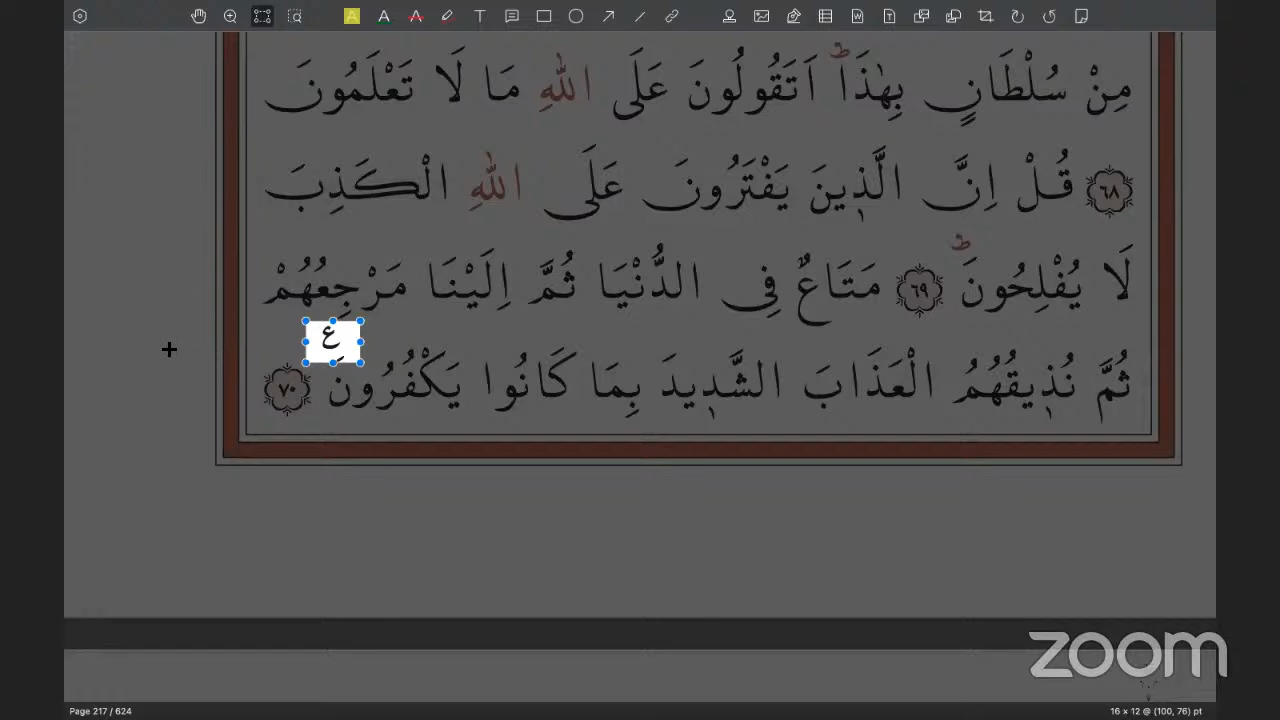 مِنْ سُلْطَانٍ بِهٰذَاۜ اَتَقُولُونَ عَلَى اللّٰهِ مَا لَا تَعْلَمُونَ
﴿٦٨﴾ قُلْ اِنَّ الَّذ۪ينَ يَفْتَرُونَ عَلَى اللّٰهِ الْكَذِبَ
لَا يُفْلِحُونَۜ ﴿٦٩﴾ مَتَاعٌ فِى الدُّنْيَا ثُمَّ اِلَيْنَا مَرْجِعُهُمْ
ع
ثُمَّ نُذ۪يقُهُمُ الْعَذَابَ الشَّد۪يدَ بِمَا كَانُوا يَكْفُرُونَ ﴿٧٠﴾
zoom
Page 217 / 624
16 x 12 @ (100, 76) pt